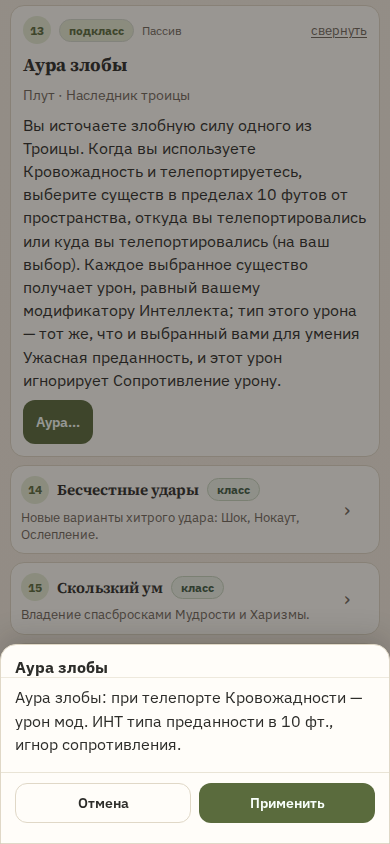 13 подкласс Пассив свернуть
Аура злобы
Плут · Наследник троицы
Вы источаете злобную силу одного из
Троицы. Когда вы используете
Кровожадность и телепортируетесь,
выберите существ в пределах 10 футов от
пространства, откуда вы телепортировались
или куда вы телепортировались (на ваш
выбор). Каждое выбранное существо
получает урон, равный вашему
модификатору Интеллекта; тип этого урона
— тот же, что и выбранный вами для умения
Ужасная преданность, и этот урон
игнорирует Сопротивление урону.
Аура...
14 Бесчестные удары класс
Новые варианты хитрого удара: Шок, Нокаут,
Ослепление.
15 Скользкий ум класс
Владение спасбросками Мудрости и Харизмы.
Аура злобы
Аура злобы: при телепорте Кровожадности —
урон мод. ИНТ типа преданности в 10 фт.,
игнор сопротивления.
Отмена Применить